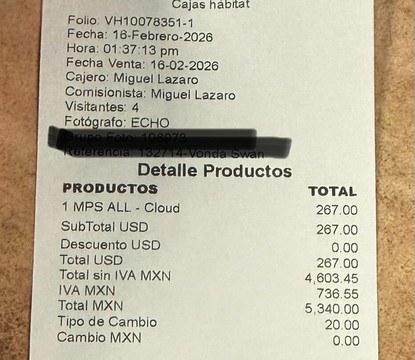 Cajas hábitat
Folio: VH10078351-1
Fecha: 16-Febrero-2026
Hora: 01:37:13 pm
Fecha Venta: 16-02-2026
Cajero: Miguel Lazaro
Comisionista: Miguel Lazaro
Visitantes: 4
Fotógrafo: ECHO
Detalle Productos
PRODUCTOS TOTAL
1 MPS ALL - Cloud 267.00
SubTotal USD 267.00
Descuento USD 0.00
Total USD 267.00
Total sin IVA MXN 4,603.45
IVA MXN 736.55
Total MXN 5,340.00
Tipo de Cambio 20.00
Cambio MXN 0.00